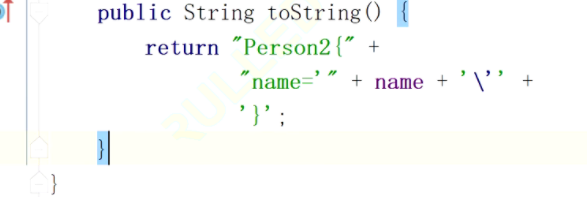 public String toString() {
return "Person2{" +
"name='" + name + '\'' +
'}';
}
}